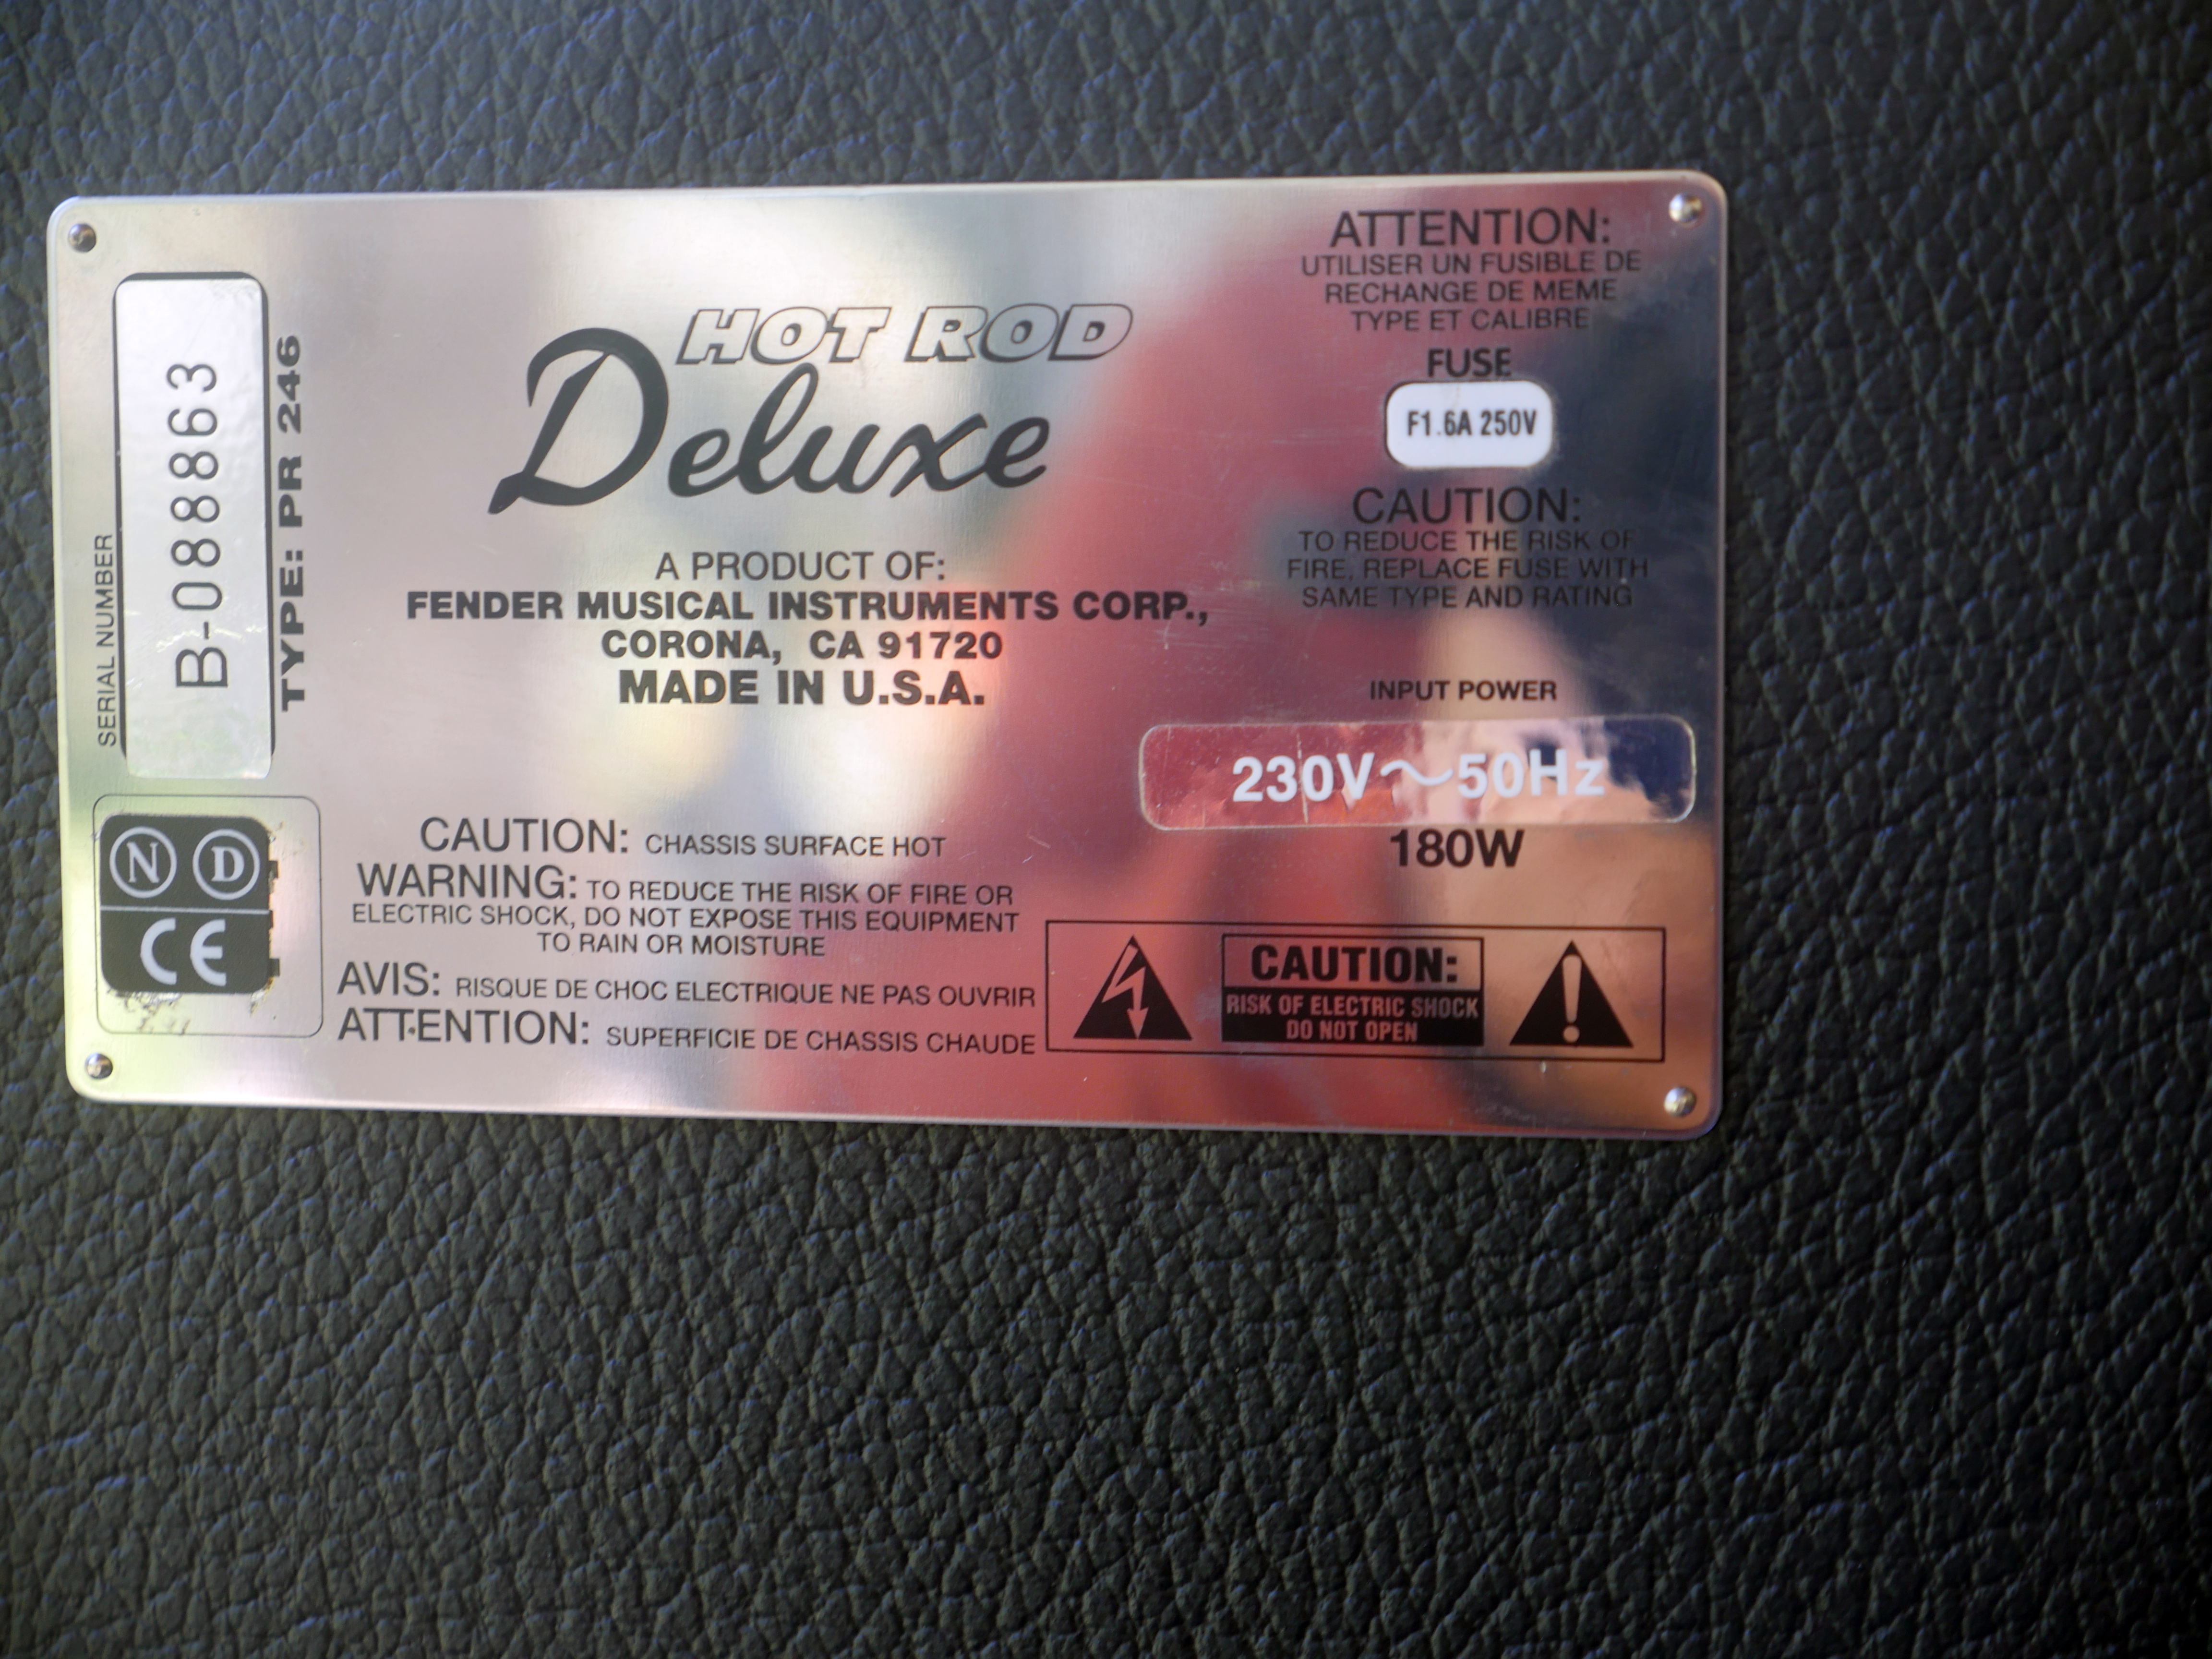 SERIAL NUMBER
B-088863
TYPE: PR 246
HOT ROD
Deluxe
A PRODUCT OF:
FENDER MUSICAL INSTRUMENTS CORP.,
CORONA, CA 91720
MADE IN U.S.A.
ATTENTION:
UTILISER UN FUSIBLE DE
RECHANGE DE MEME
TYPE ET CALIBRE
FUSE
F1.6A 250V
CAUTION:
TO REDUCE THE RISK OF
FIRE, REPLACE FUSE WITH
SAME TYPE AND RATING
INPUT POWER
230V~50Hz
180W
N D
CE
CAUTION: CHASSIS SURFACE HOT
WARNING: TO REDUCE THE RISK OF FIRE OR
ELECTRIC SHOCK, DO NOT EXPOSE THIS EQUIPMENT
TO RAIN OR MOISTURE
AVIS: RISQUE DE CHOC ELECTRIQUE NE PAS OUVRIR
ATTENTION: SUPERFICIE DE CHASSIS CHAUDE
CAUTION:
RISK OF ELECTRIC SHOCK
DO NOT OPEN